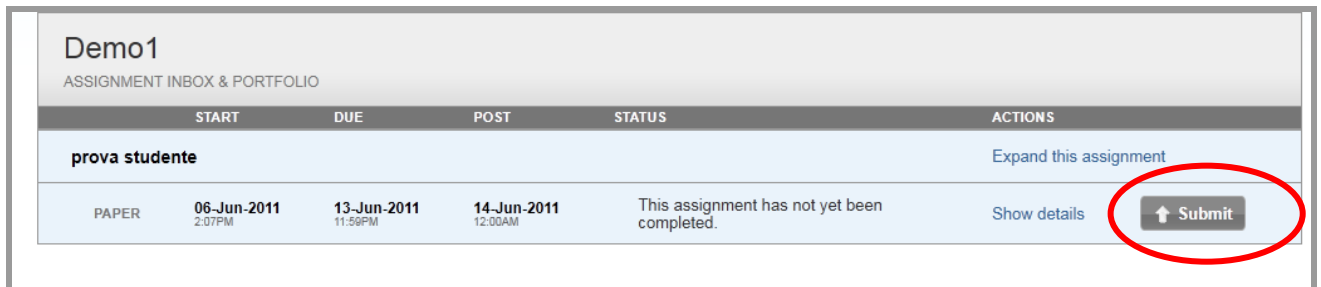 Demo1
ASSIGNMENT INBOX & PORTFOLIO
START DUE POST STATUS ACTIONS
prova studente Expand this assignment
PAPER 06-Jun-2011 13-Jun-2011 14-Jun-2011 This assignment has not yet been Show details Submit
2:07PM 11:59PM 12:00AM completed.